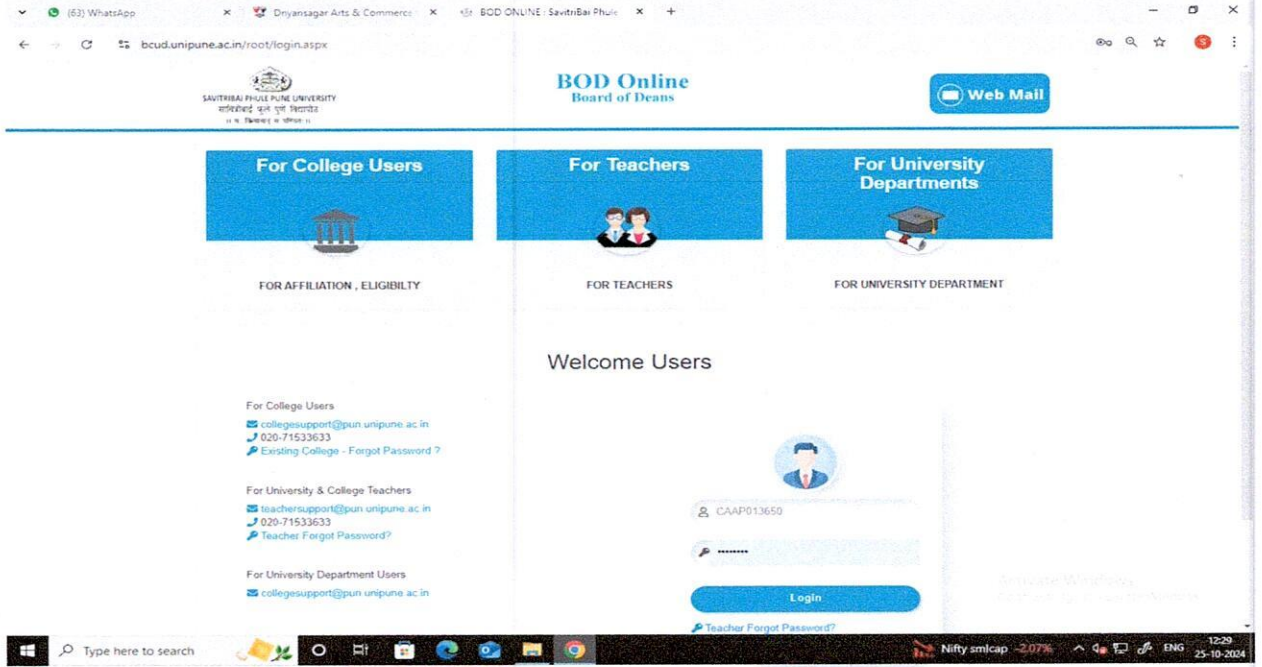 (63) WhatsApp
Dnyansagar Arts & Commerce
BOD ONLINE : SavitriBai Phule
bcud.unipune.ac.in/root/login.aspx
SAVITRIBAI PHULE PUNE UNIVERSITY
सावित्रीबाई फुले पुणे विद्यापीठ
BOD Online
Board of Deans
Web Mail
For College Users
For Teachers
For University
Departments
FOR AFFILIATION , ELIGIBILTY
FOR TEACHERS
FOR UNIVERSITY DEPARTMENT
Welcome Users
For College Users
collegesupport@pun.unipune.ac.in
020-71533633
Existing College - Forgot Password ?
For University & College Teachers
teachersupport@pun.unipune.ac.in
020-71533633
Teacher Forgot Password?
For University Department Users
collegesupport@pun.unipune.ac.in
CAAP013650
••••••••
Login
Teacher Forgot Password?
Activate Windows
Type here to search
Nifty smlcap -2.07%
ENG
12:29
25-10-2024